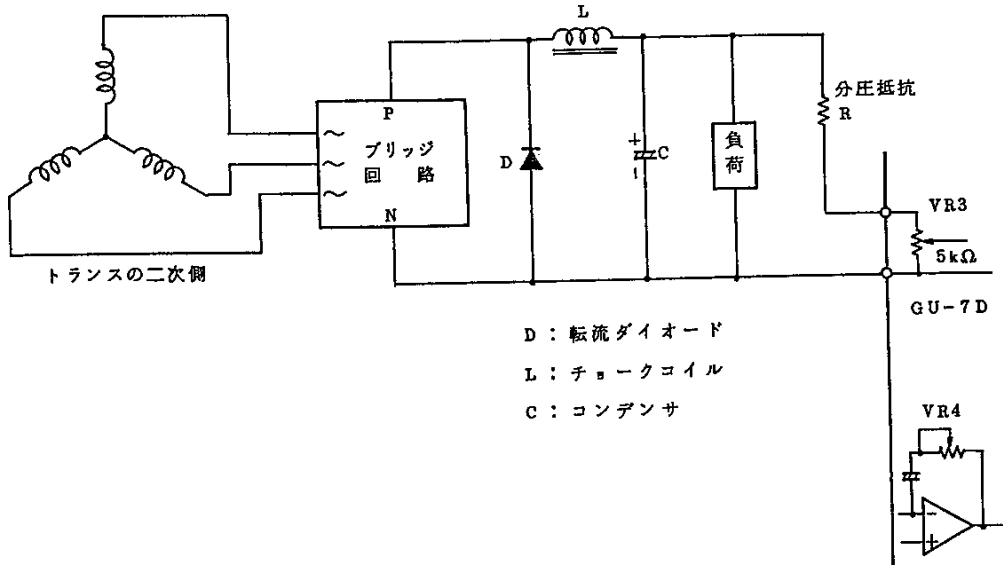 L
分圧抵抗
R
P
ブリッジ
回 路
N
D
+
C
-
負
荷
VR3
5kΩ
トランスの二次側
GU-7D
D : 転流ダイオード
L : チョークコイル
C : コンデンサ
VR4
-
+